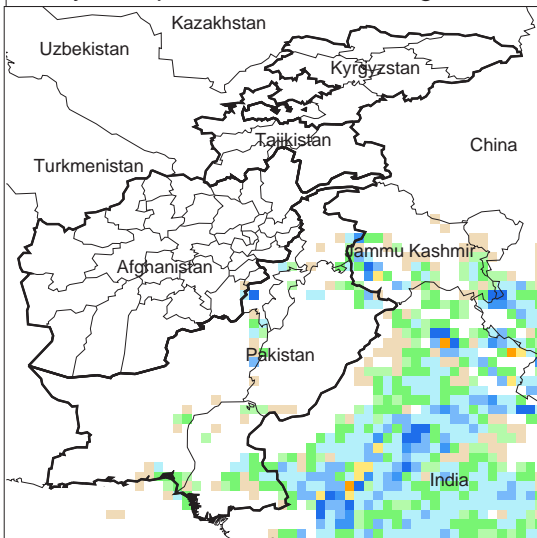 Kazakhstan
Uzbekistan
Kyrgyzstan
Tajikistan
China
Turkmenistan
Jammu Kashmir
Afghanistan
Pakistan
India